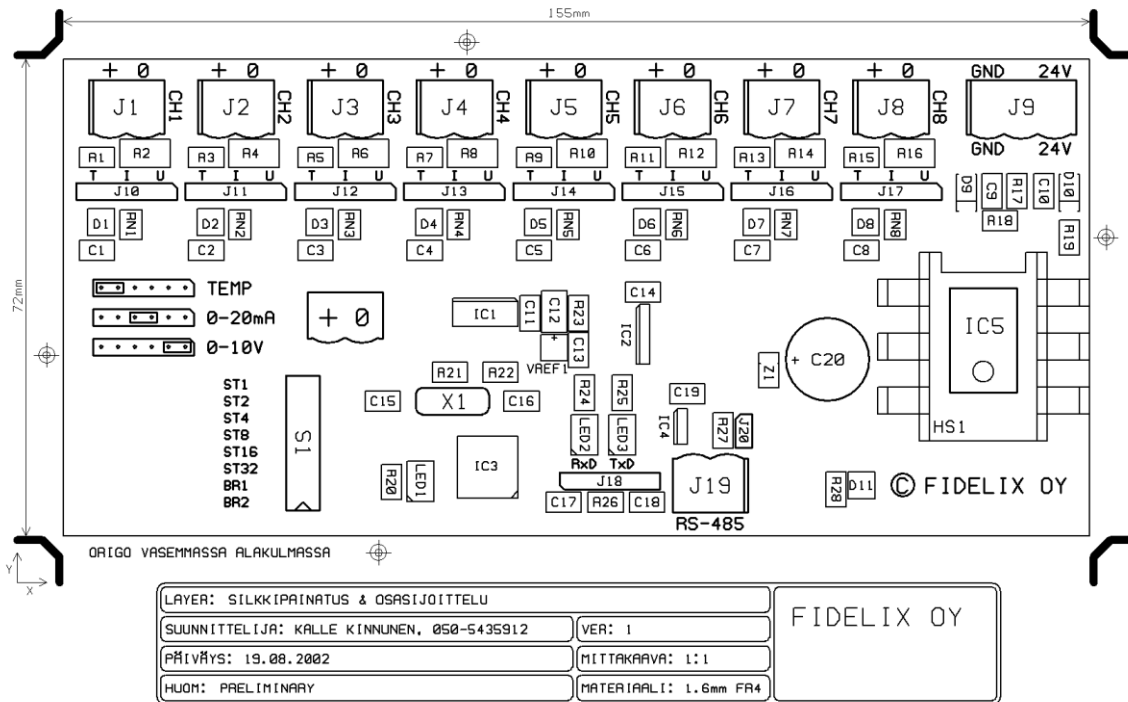 155mm
72mm
+ 0 + 0 + 0 + 0 + 0 + 0 + 0 + 0 GND 24V
J1 CH1 J2 CH2 J3 CH3 J4 CH4 J5 CH5 J6 CH6 J7 CH7 J8 CH8 J9
GND 24V
R1 R2 R3 R4 R5 R6 R7 R8 R9 R10 R11 R12 R13 R14 R15 R16
T I U T I U T I U T I U T I U T I U T I U T I U
J10 J11 J12 J13 J14 J15 J16 J17
D9 C9 R17 C10 D10
R18
R19
D1 RN1 D2 RN2 D3 RN3 D4 RN4 D5 RN5 D6 RN6 D7 RN7 D8 RN8
C1 C2 C3 C4 C5 C6 C7 C8
TEMP
0-20mA
0-10V
+ 0
IC1 C11 C12 R23
+ C13
VREF1
C14
IC2
Z1
+ C20
IC5
HS1
R21 R22
C15 X1 C16
R24 R25
C19
IC4 R27 J20
ST1
ST2
ST4
ST8
ST16
ST32
BR1
BR2
S1
R20 LED1
IC3
LED2 LED3
RxD TxD
J18
C17 R26 C18
J19
RS-485
R28 D11
© FIDELIX OY
ORIGO VASEMMASSA ALAKULMASSA
Y
X
LAYER: SILKKIPAINATUS & OSASIJOITTELU
SUUNNITTELIJA: KALLE KINNUNEN, 050-5435912
VER: 1
PÄIVÄYS: 19.08.2002
MITTAKAAVA: 1:1
HUOM: PRELIMINARY
MATERIAALI: 1.6mm FR4
FIDELIX OY